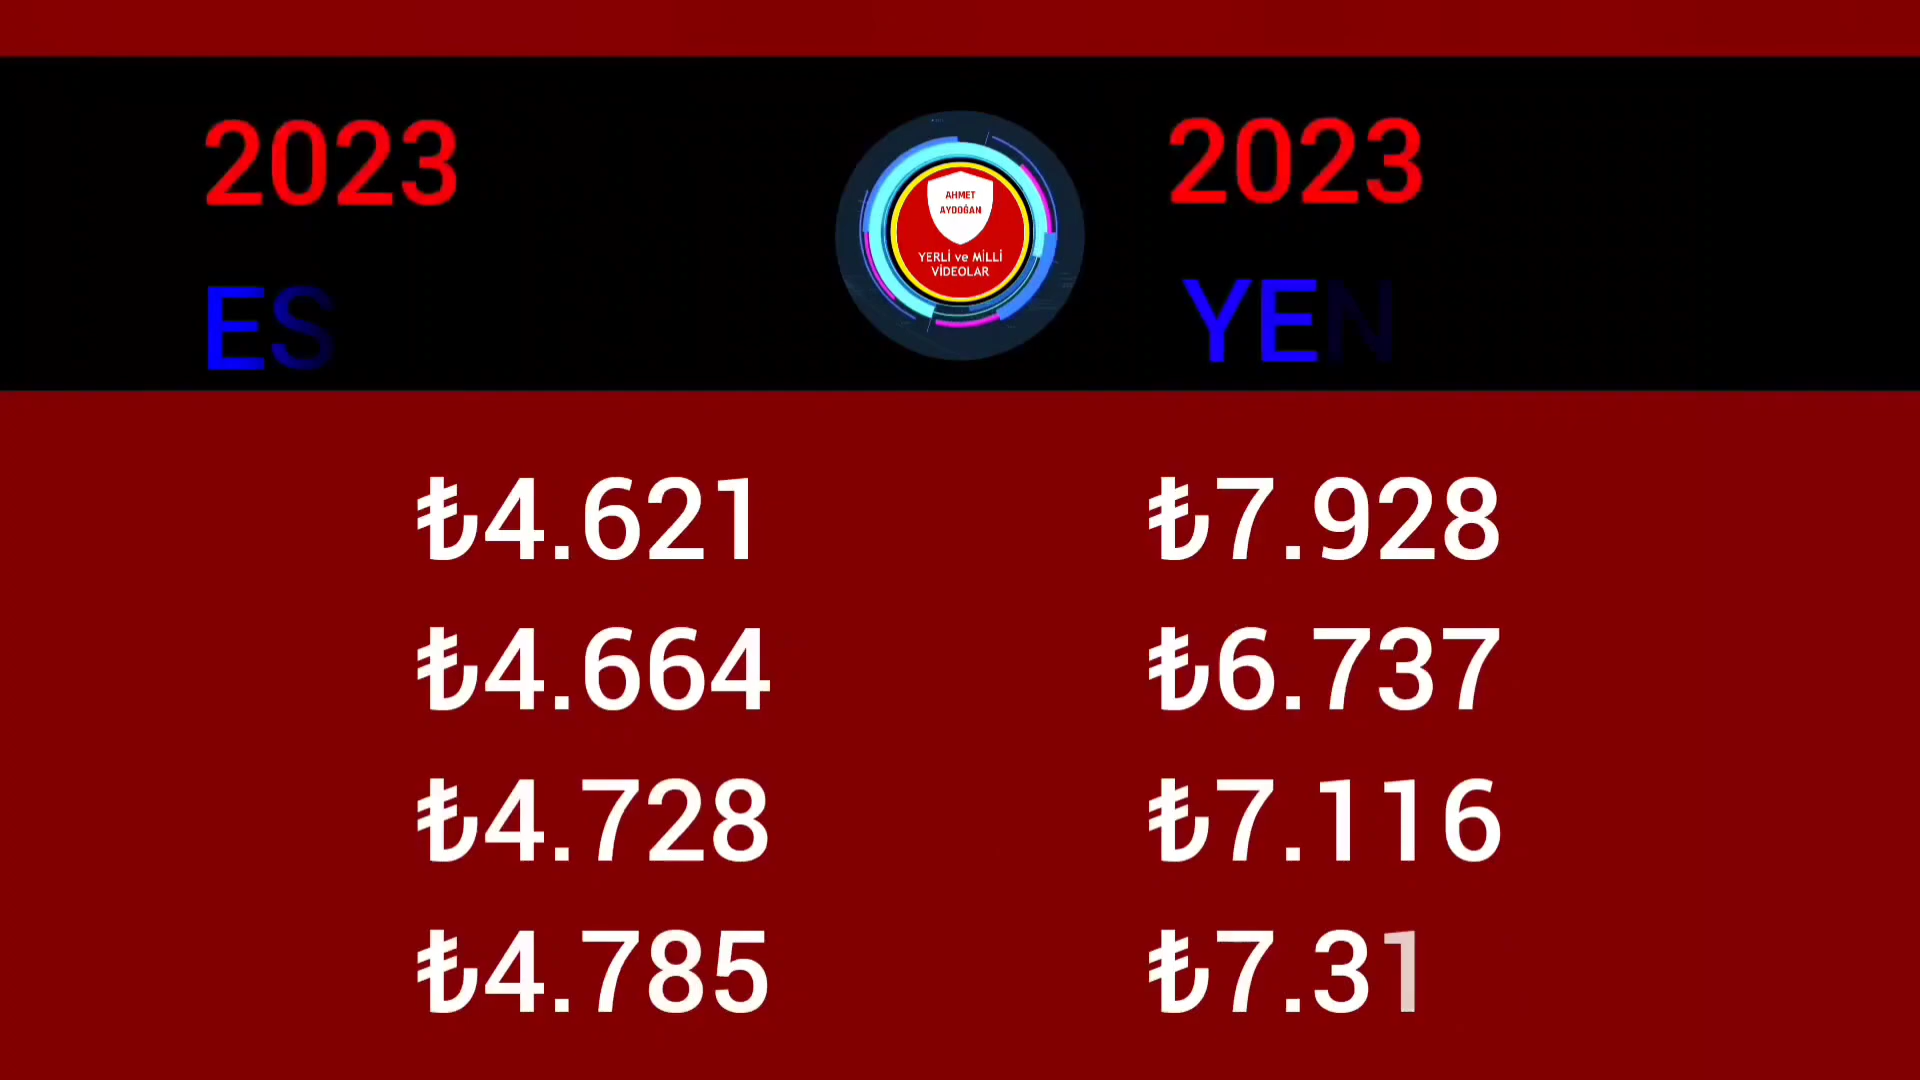 2023
2023
AHMET
AYDOĞAN
YERLİ ve MİLLİ
VİDEOLAR
ES
YEN
₺4.621
₺7.928
₺4.664
₺6.737
₺4.728
₺7.116
₺4.785
₺7.31